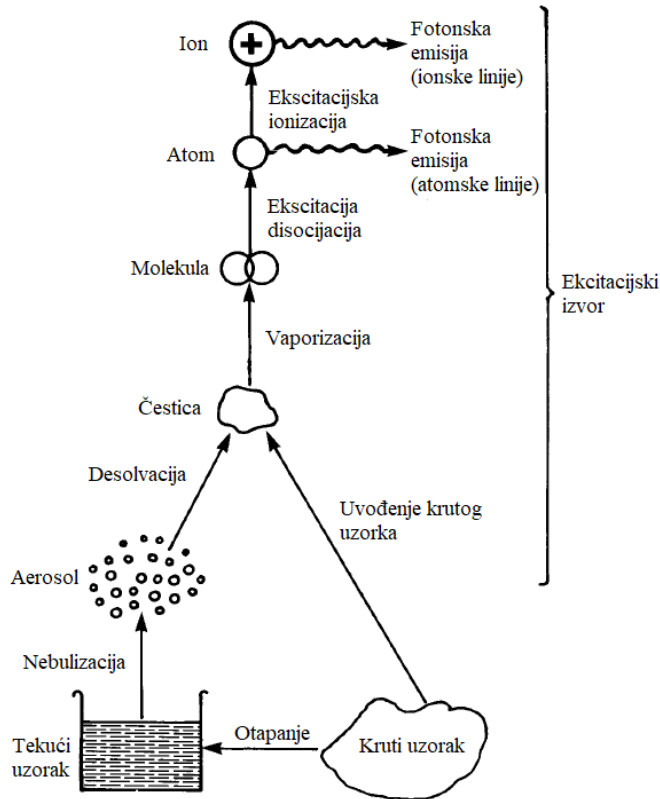 Ion
Fotonska
emisija
(ionske linije)
Ekscitacijska
ionizacija
Atom
Fotonska
emisija
(atomske linije)
Ekscitacija
disocijacija
Molekula
Ekcitacijski
izvor
Vaporizacija
Čestica
Desolvacija
Uvođenje krutog
uzorka
Aerosol
Nebulizacija
Tekući
uzorak
Otapanje
Kruti uzorak